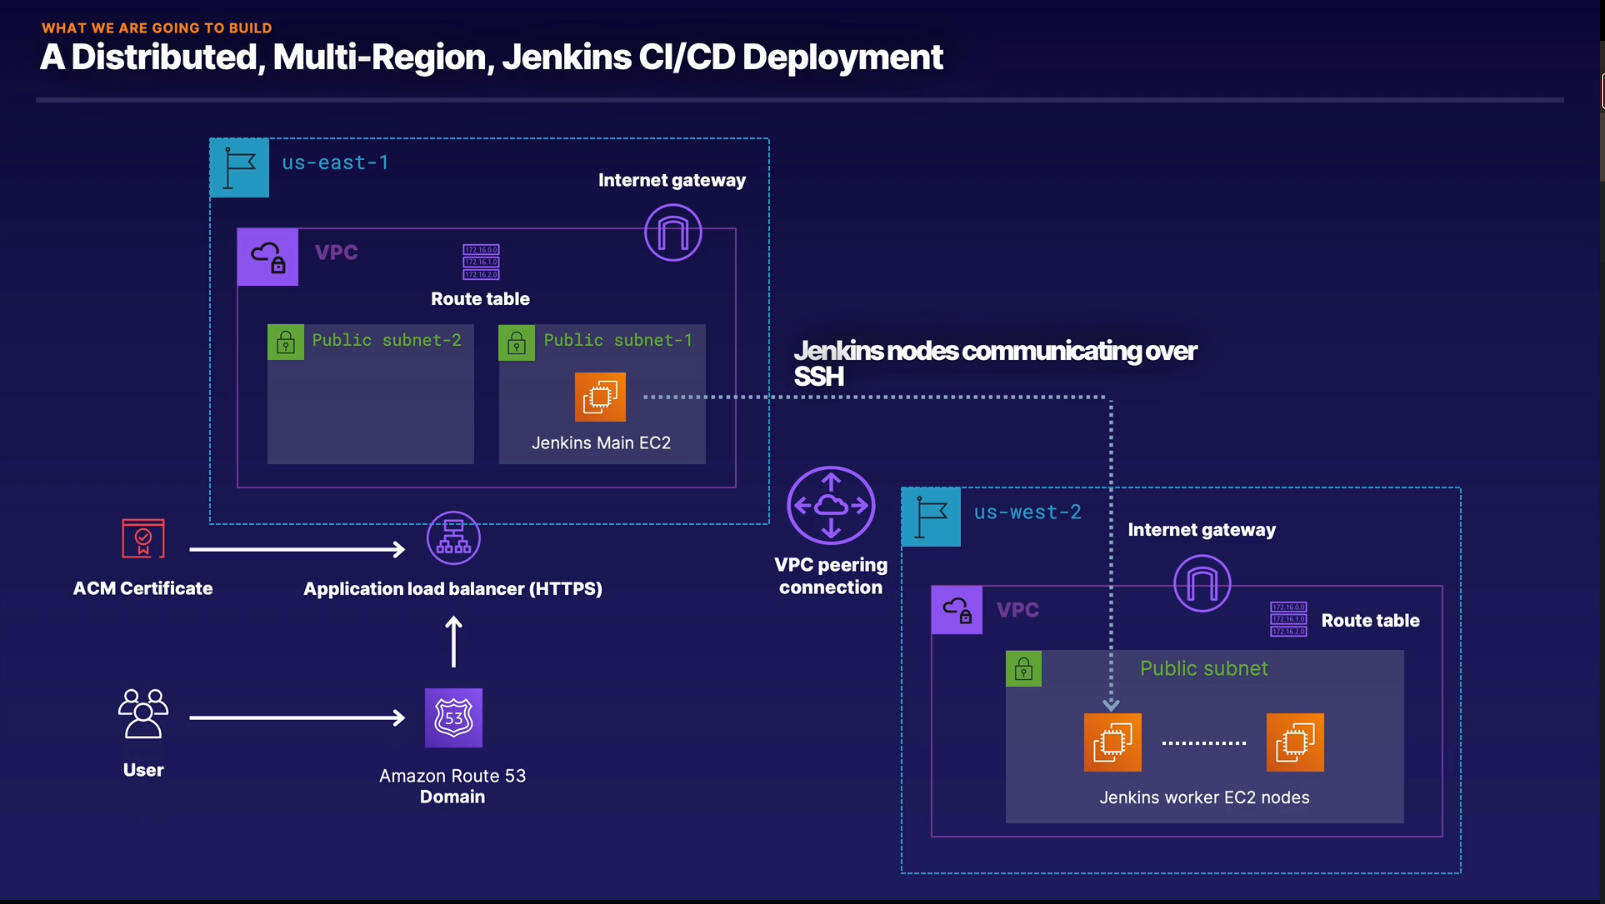 WHAT WE ARE GOING TO BUILD
A Distributed, Multi-Region, Jenkins CI/CD Deployment
us-east-1
Internet gateway
VPC
172.16.0.0
172.16.1.0
172.16.2.0
Route table
Public subnet-2
Public subnet-1
Jenkins Main EC2
Jenkins nodes communicating over
SSH
ACM Certificate
Application load balancer (HTTPS)
VPC peering
connection
User
53
Amazon Route 53
Domain
us-west-2
Internet gateway
VPC
172.16.0.0
172.16.1.0
172.16.2.0
Route table
Public subnet
Jenkins worker EC2 nodes